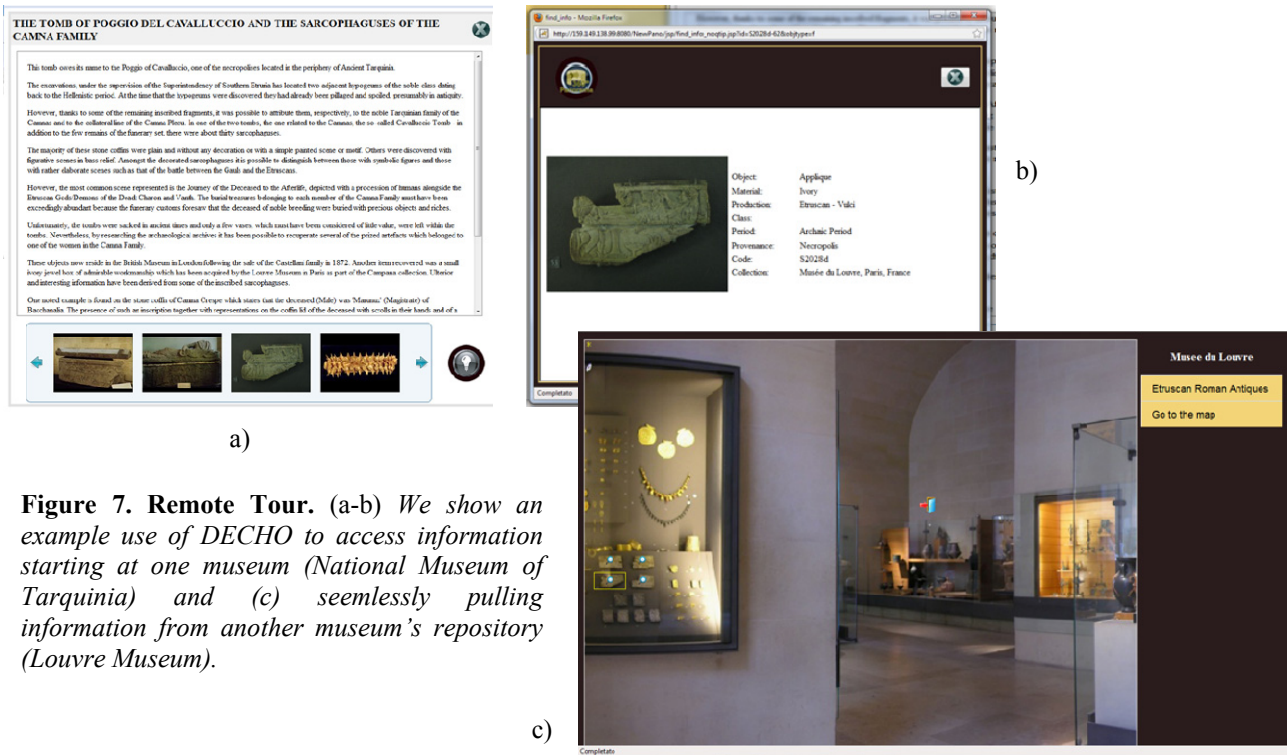 THE TOMB OF POGGIO DEL CAVALLUCCIO AND THE SARCOPHAGUSES OF THE
CAMNA FAMILY
This tomb owes its name to the Poggio of Cavalluccio, one of the necropolises located in the periphery of Ancient Tarquinia.
The excavations, under the supervision of the Superintendency of Southern Etruria has located two adjacent hypogeums of the noble class dating
back to the Hellenistic period. At the time that the hypogeums were discovered they had already been pillaged and spoiled, presumably in antiquity.
However, thanks to some of the remaining inscribed fragments, it was possible to attribute them, respectively, to the noble Tarquinian family of the
Camnas and to the collateral line of the Camna Plecu. In one of the two tombs, the one related to the Camnas, the so called Cavalluccio Tomb in
addition to the few remains of the funerary set, there were about thirty sarcophaguses.
The majority of these stone coffins were plain and without any decoration or with a simple painted scene or motif. Others were discovered with
figurative scenes in bass relief. Amongst the decorated sarcophaguses it is possible to distinguish between those with symbolic figures and those
with rather elaborate scenes such as that of the battle between the Gauls and the Etruscans.
However, the most common scene represented is the Journey of the Deceased to the Afterlife, depicted with a procession of humans alongside the
Etruscan Gods/Demons of the Dead: Charon and Vanth. The burial treasures belonging to each member of the Camna Family must have been
exceedingly abundant because the funerary customs foresaw that the deceased of noble breeding were buried with precious objects and riches.
Unfortunately, the tombs were sacked in ancient times and only a few vases, which must have been considered of little value, were left within the
tombs. Nevertheless, by researching the archaeological archives it has been possible to recuperate several of the prized artefacts which belonged to
one of the women in the Camna Family.
These objects now reside in the British Museum in London following the sale of the Castellani family in 1872. Another item recovered was a small
ivory jewel box of admirable workmanship which has been acquired by the Louvre Museum in Paris as part of the Campana collection. Ulterior
and interesting information have been derived from some of the inscribed sarcophaguses.
One noted example is found on the stone coffin of Camna Crespe which states that the deceased (Male) was (Magistrate) of
Bacchanalia. The presence of such an inscription together with representations on the coffin lid of the deceased with scrolls in their hands and of a
a)
find_info - Mozilla Firefox
http://159.149.138.99:8080/NewPano/jsp/find_info_noqtip.jsp?id=S2028d-62&objtype=f
Object: Applique
Material: Ivory
Production: Etruscan - Vulci
Class:
Period: Archaic Period
Provenance: Necropolis
Code: S2028d
Collection: Musée du Louvre, Paris, France
Completato
b)
Musee du Louvre
Etruscan Roman Antiques
Go to the map
Completato
c)
Figure 7. Remote Tour. (a-b) We show an
example use of DECHO to access information
starting at one museum (National Museum of
Tarquinia) and (c) seemlessly pulling
information from another museum's repository
(Louvre Museum).